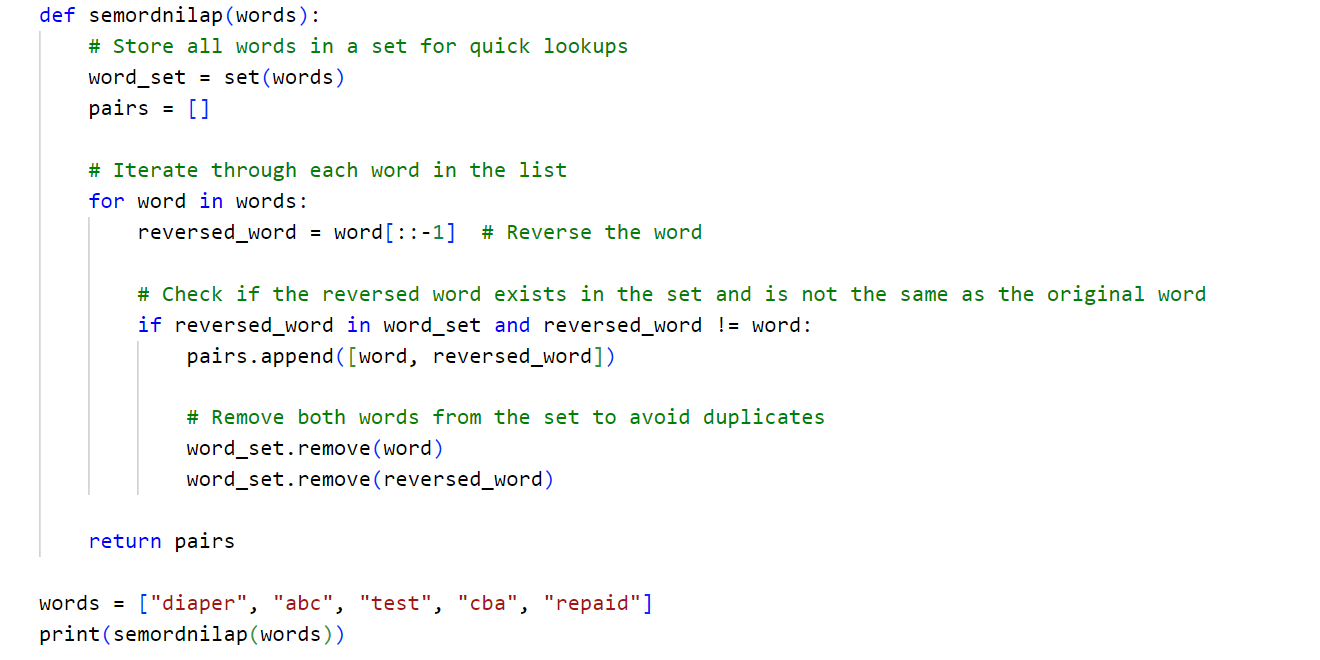 def semordnilap(words):
    # Store all words in a set for quick lookups
    word_set = set(words)
    pairs = []

    # Iterate through each word in the list
    for word in words:
        reversed_word = word[::-1]  # Reverse the word

        # Check if the reversed word exists in the set and is not the same as the original word
        if reversed_word in word_set and reversed_word != word:
            pairs.append([word, reversed_word])

            # Remove both words from the set to avoid duplicates
            word_set.remove(word)
            word_set.remove(reversed_word)

    return pairs

words = ["diaper", "abc", "test", "cba", "repaid"]
print(semordnilap(words))